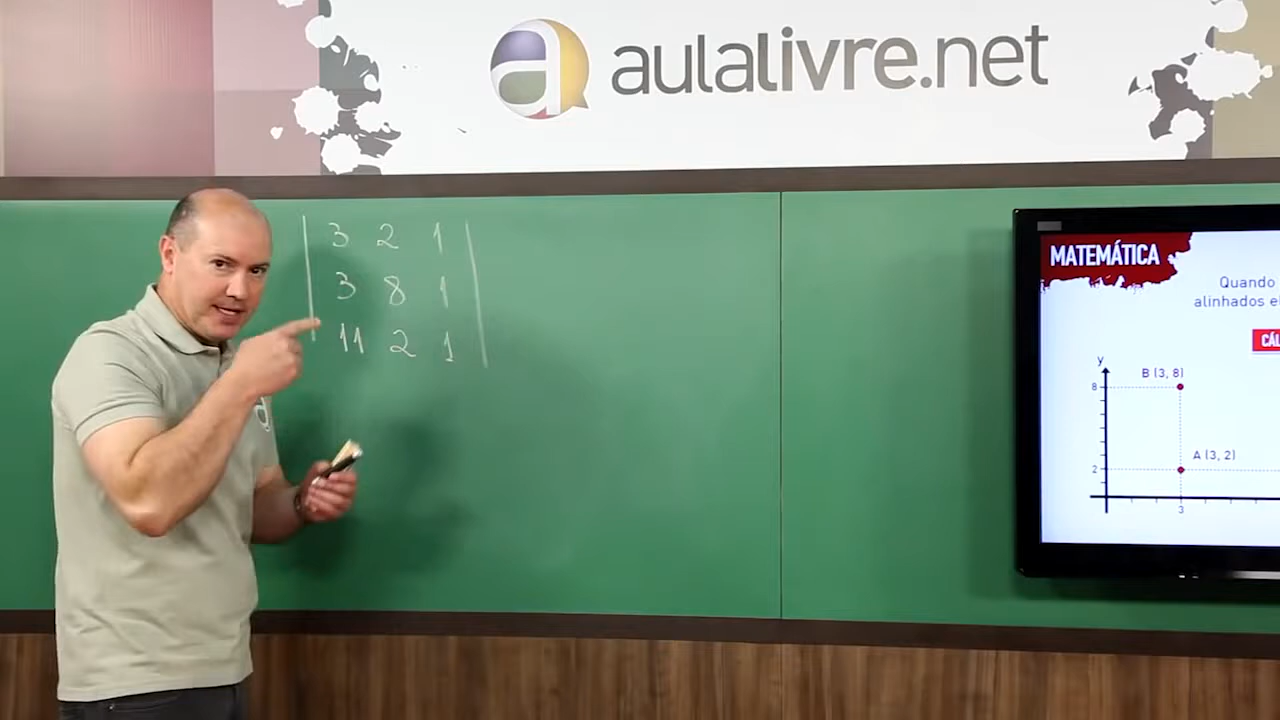 aulalivre.net
3 2 1
3 8 1
11 2 1
MATEMÁTICA
Quando
alinhados e
CÁL
y
B (3, 8)
8
A (3, 2)
2
3